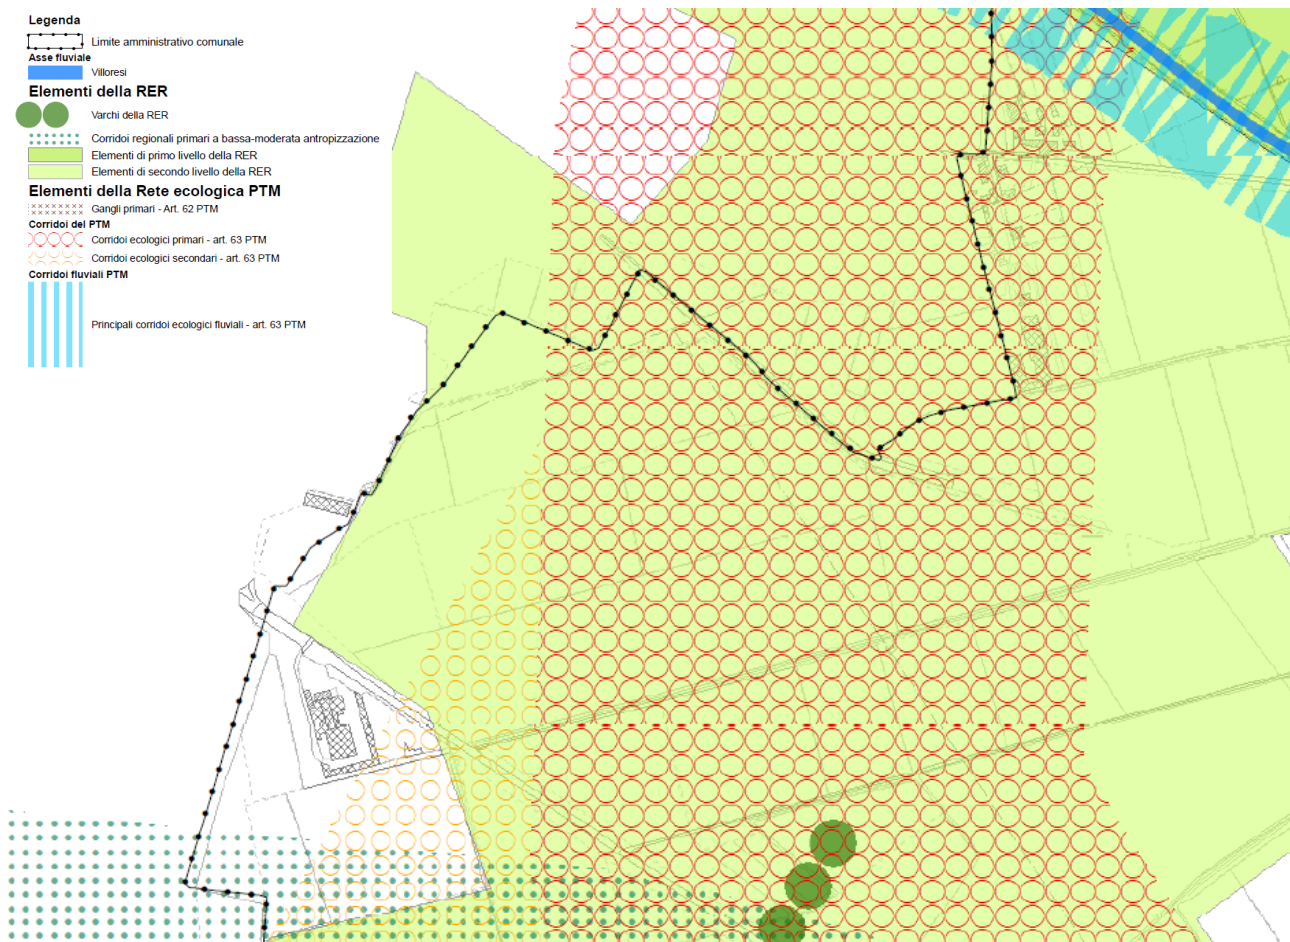 Legenda
Limite amministrativo comunale
Asse fluviale
Villoresi
Elementi della RER
Varchi della RER
Corridoi regionali primari a bassa-moderata antropizzazione
Elementi di primo livello della RER
Elementi di secondo livello della RER
Elementi della Rete ecologica PTM
Gangli primari - Art. 62 PTM
Corridoi del PTM
Corridoi ecologici primari - art. 63 PTM
Corridoi ecologici secondari - art. 63 PTM
Corridoi fluviali PTM
Principali corridoi ecologici fluviali - art. 63 PTM